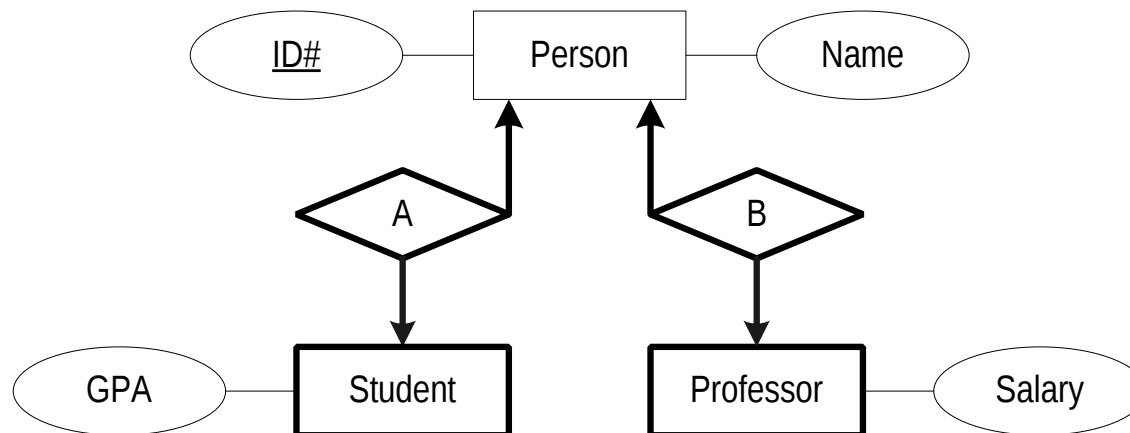 ID#
Person
Name
A
B
GPA
Student
Professor
Salary